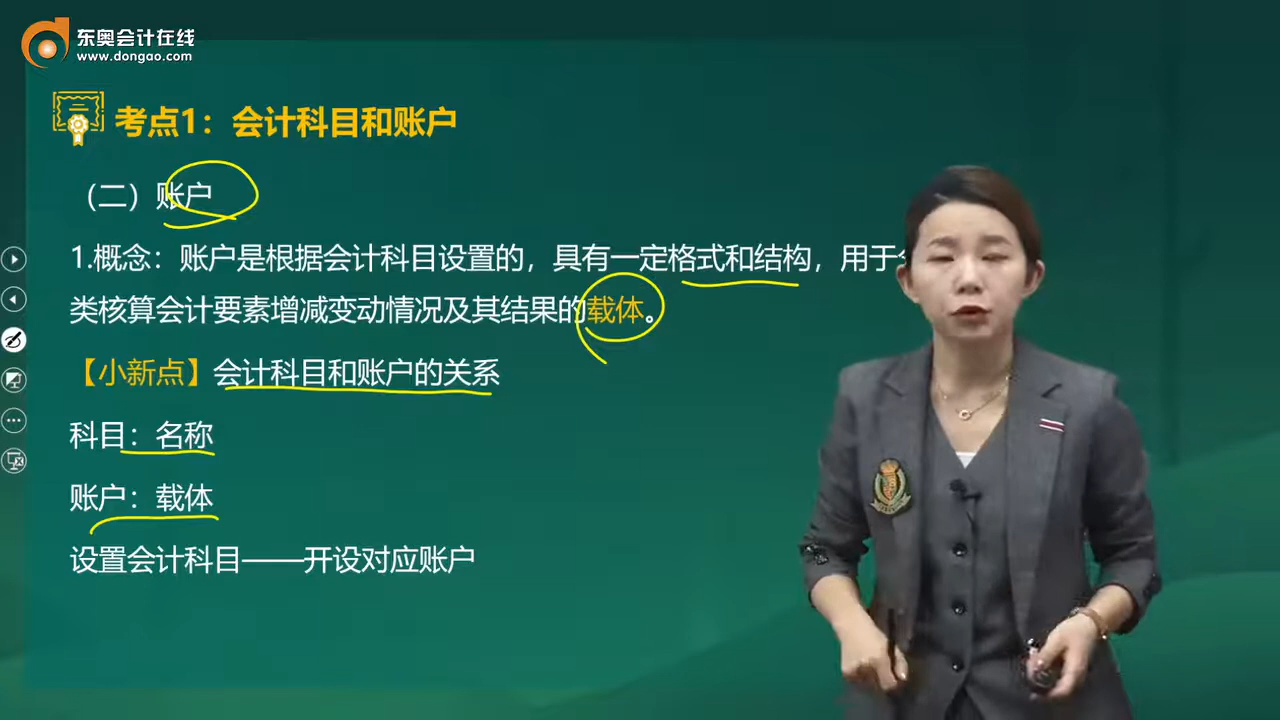 东奥会计在线
www.dongao.com
考点1：会计科目和账户
（二）账户
1.概念：账户是根据会计科目设置的，具有一定格式和结构，用于
类核算会计要素增减变动情况及其结果的载体。
【小新点】会计科目和账户的关系
科目：名称
账户：载体
设置会计科目——开设对应账户